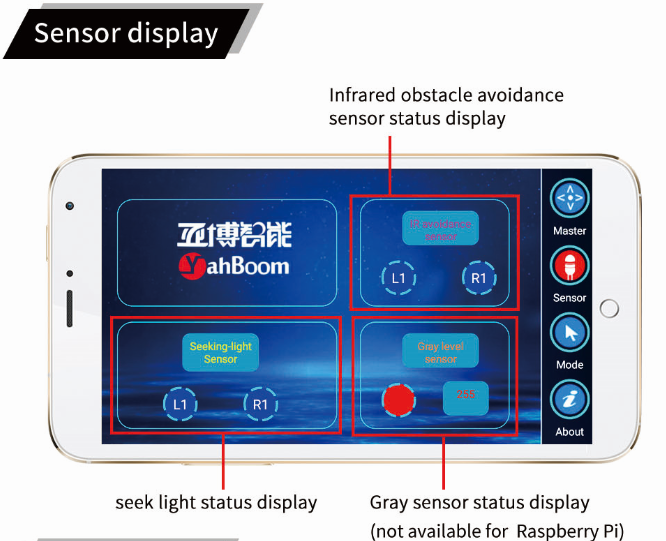 Sensor display
Infrared obstacle avoidance
sensor status display
亚博智能
YahBoom
IR avoidance
sensor
L1
R1
Master
Sensor
Mode
About
Seeking-light
Sensor
L1
R1
Gray level
sensor
255
seek light status display
Gray sensor status display
(not available for Raspberry Pi)